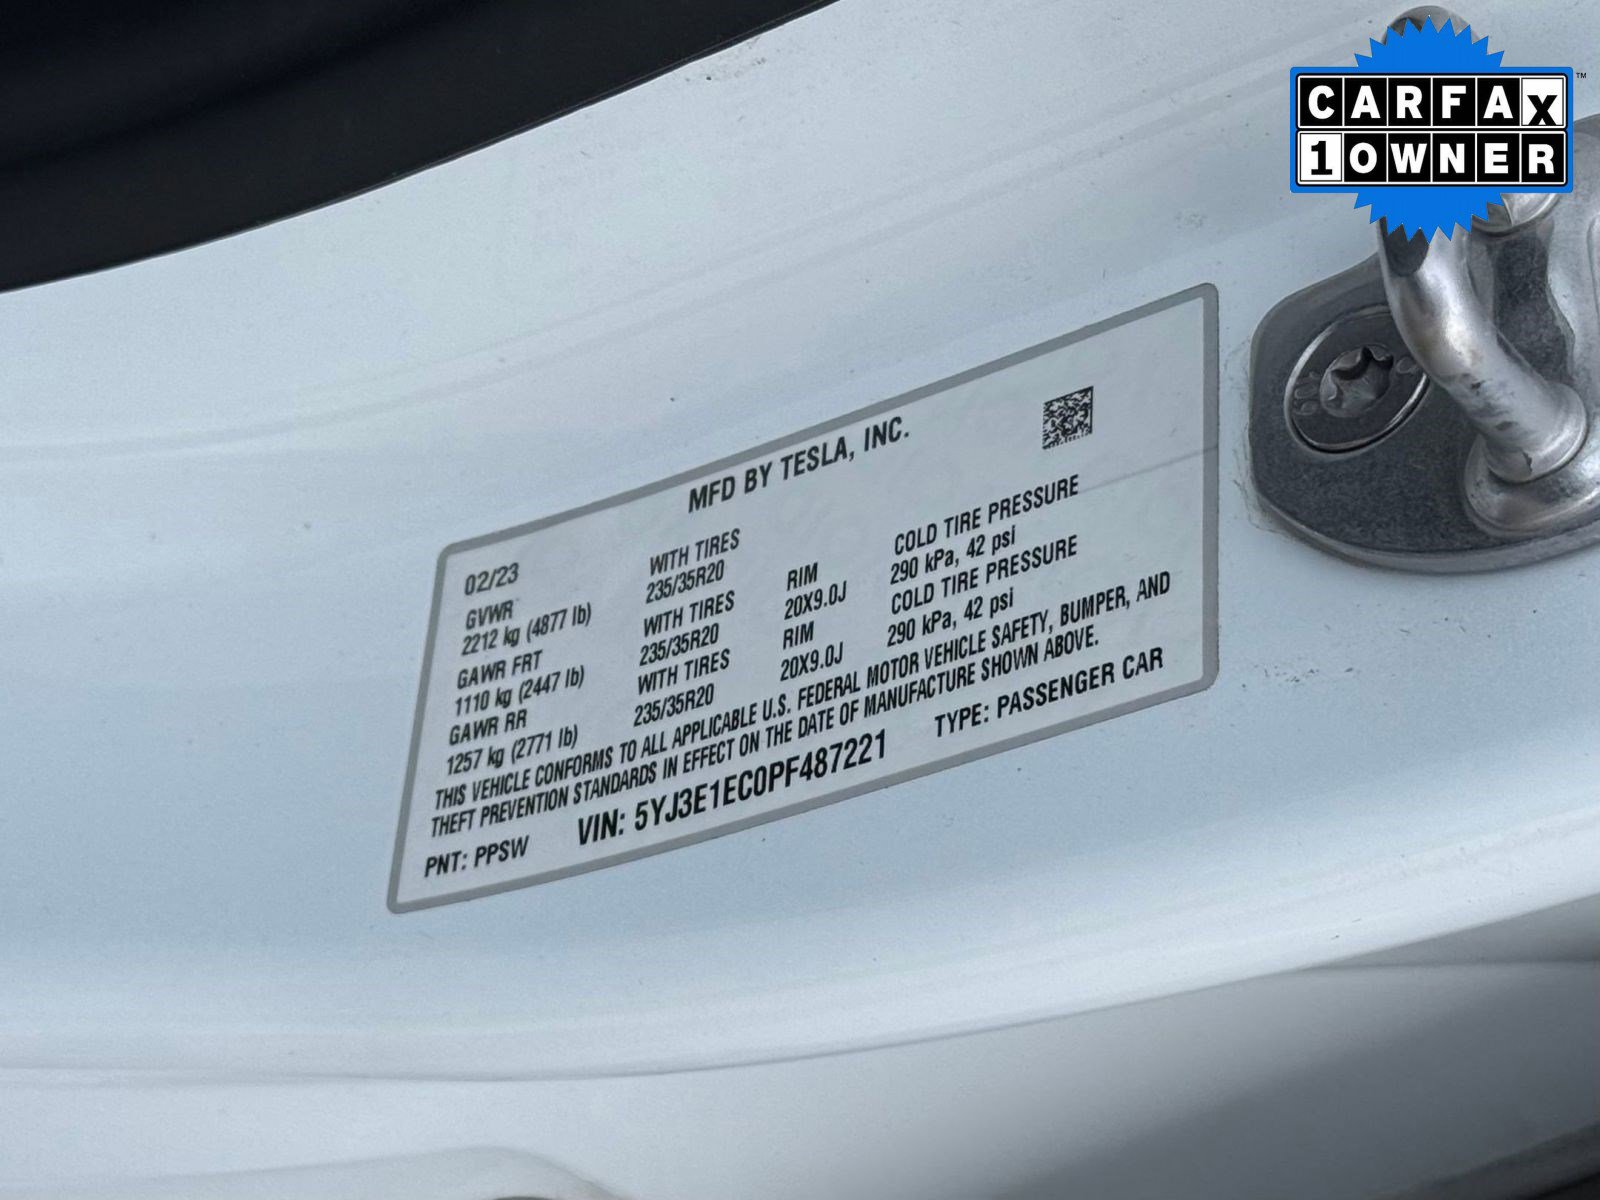 CARFAX
1 OWNER
™
MFD BY TESLA, INC.
02/23
GVWR
2212 kg (4877 lb)
GAWR FRT
1110 kg (2447 lb)
GAWR RR
1257 kg (2771 lb)
WITH TIRES
235/35R20
WITH TIRES
235/35R20
WITH TIRES
235/35R20
RIM
20X9.0J
RIM
20X9.0J
COLD TIRE PRESSURE
290 kPa, 42 psi
COLD TIRE PRESSURE
290 kPa, 42 psi
THIS VEHICLE CONFORMS TO ALL APPLICABLE U.S. FEDERAL MOTOR VEHICLE SAFETY, BUMPER, AND
THEFT PREVENTION STANDARDS IN EFFECT ON THE DATE OF MANUFACTURE SHOWN ABOVE.
PNT: PPSW
VIN: 5YJ3E1EC0PF487221
TYPE: PASSENGER CAR